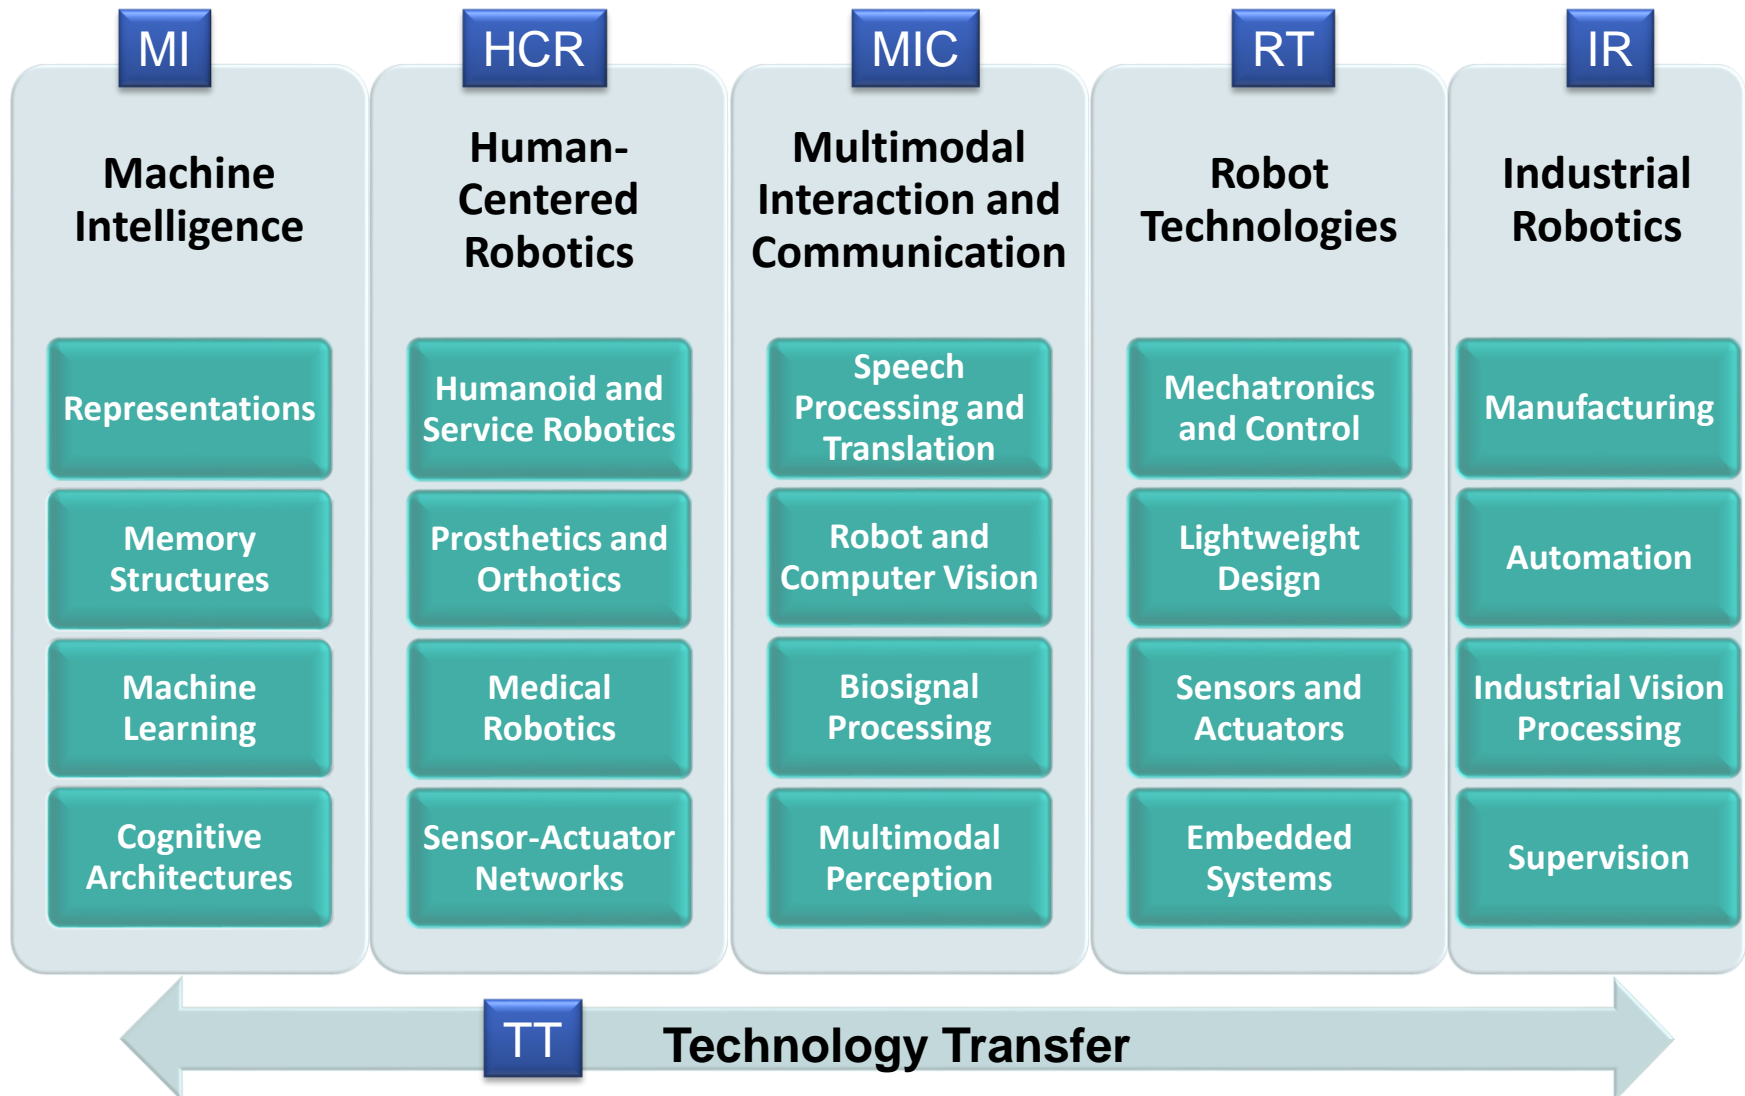 MI
Machine
Intelligence
Representations
Memory
Structures
Machine
Learning
Cognitive
Architectures
HCR
Human-
Centered
Robotics
Humanoid and
Service Robotics
Prosthetics and
Orthotics
Medical
Robotics
Sensor-Actuator
Networks
MIC
Multimodal
Interaction and
Communication
Speech
Processing and
Translation
Robot and
Computer Vision
Biosignal
Processing
Multimodal
Perception
RT
Robot
Technologies
Mechatronics
and Control
Lightweight
Design
Sensors and
Actuators
Embedded
Systems
IR
Industrial
Robotics
Manufacturing
Automation
Industrial Vision
Processing
Supervision
TT
Technology Transfer